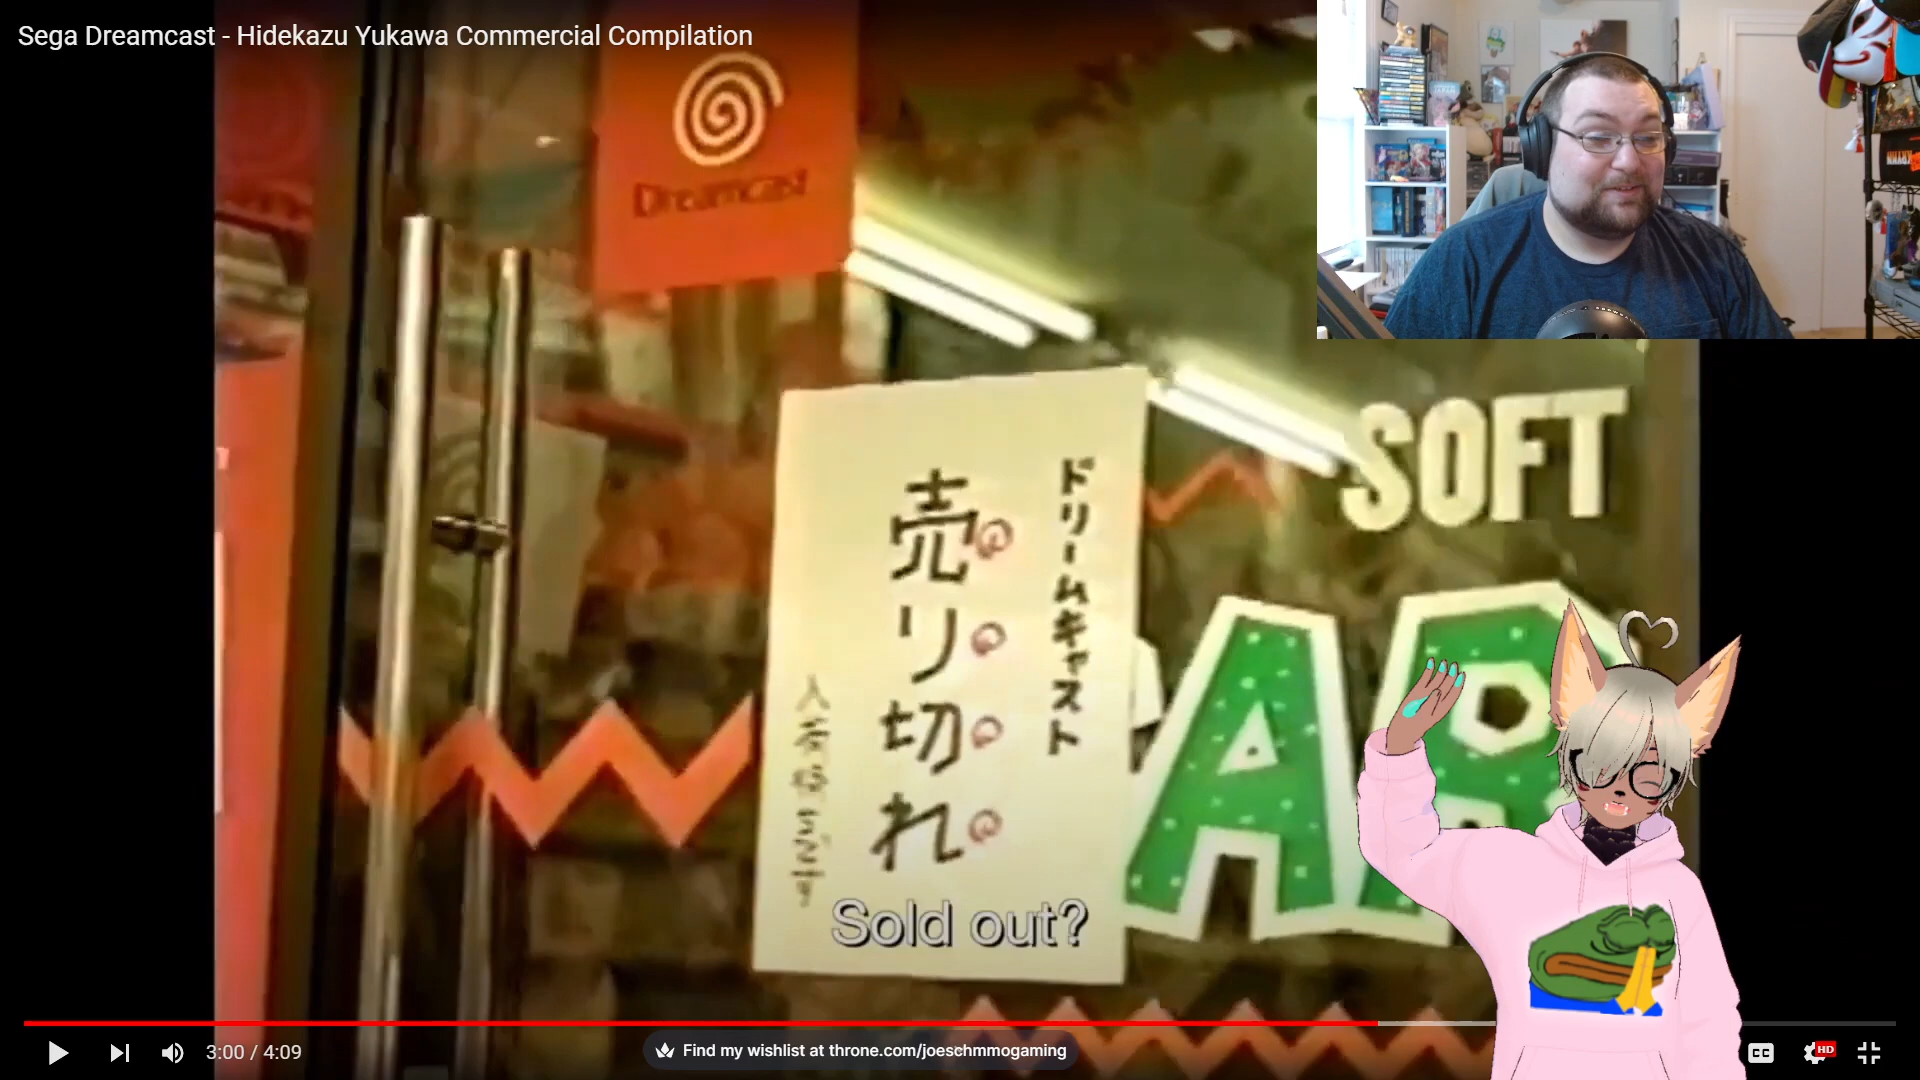 Sega Dreamcast - Hidekazu Yukawa Commercial Compilation
Dreamcast
SOFT
ドリームキャスト
売り切れ
Sold out?
3:00 / 4:09
Find my wishlist at throne.com/joeschmmogaming
CC
HD